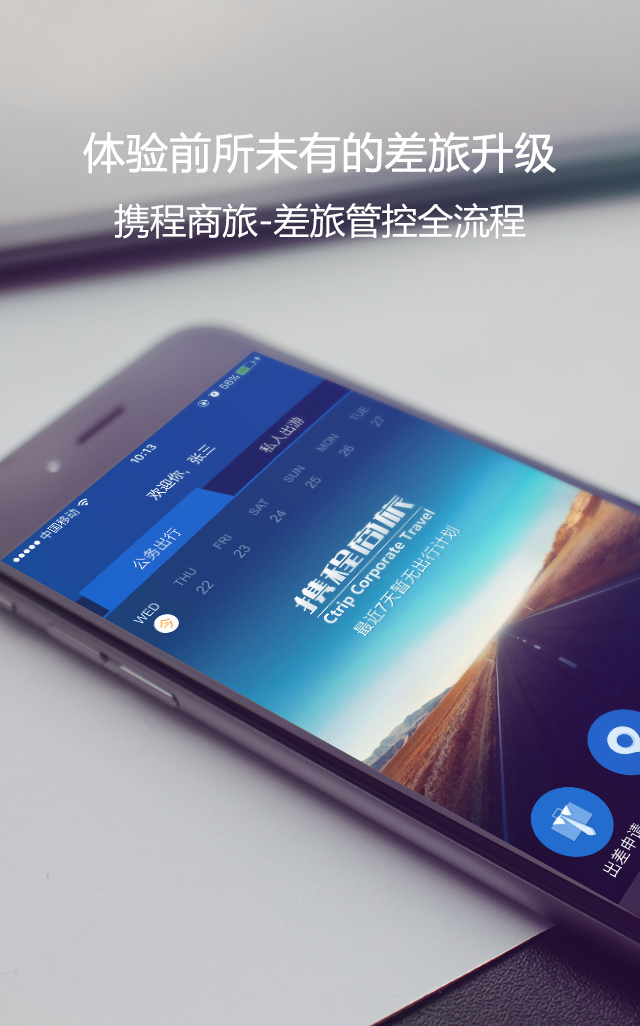 体验前所未有的差旅升级
携程商旅-差旅管控全流程
中国移动
10:13
56%
欢迎你，张三
公务出行
私人出游
WED THU FRI SAT SUN MON TUE
今 22 23 24 25 26 27
携程商旅
Ctrip Corporate Travel
最近7天暂无出行计划
出差申请